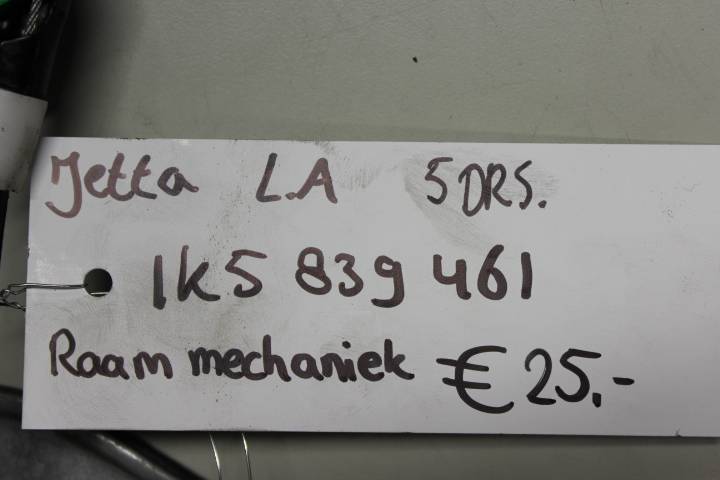 Jetta L.A 5DRS.
1K5 839 461
Raam mechaniek €25.-